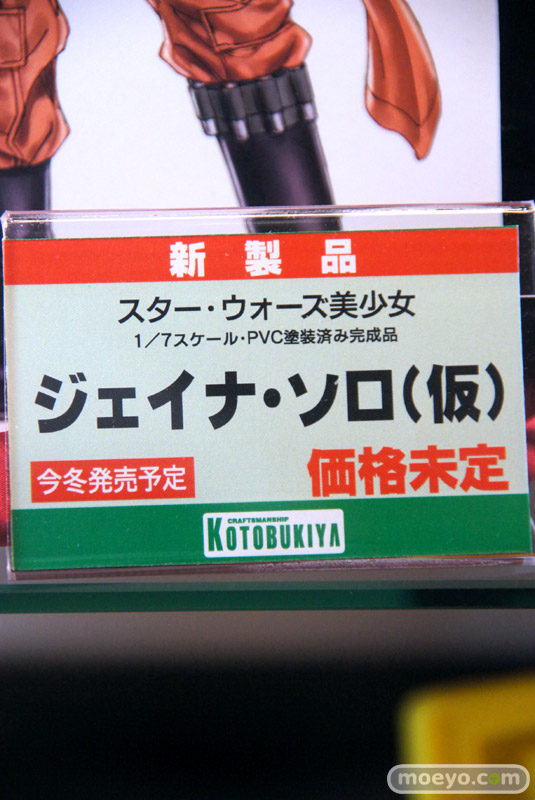 新製品
スター・ウォーズ美少女
1／7スケール・PVC塗装済み完成品
ジェイナ・ソロ(仮)
今冬発売予定
価格未定
CRAFTSMANSHIP
KOTOBUKIYA
moeyo.com